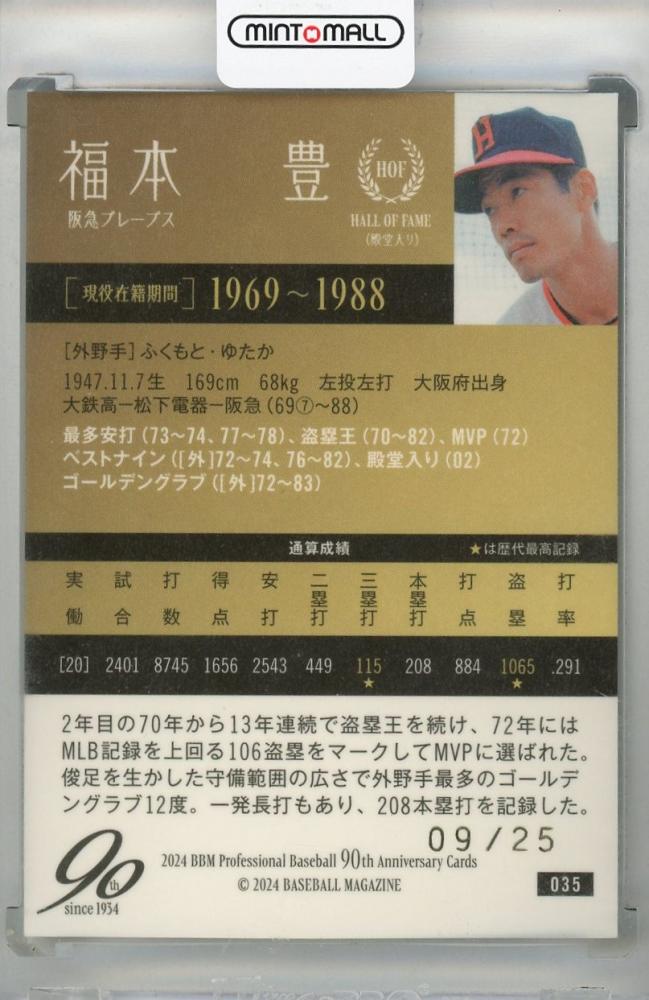 MINT MALL
福本 豊
阪急ブレーブス
HOF
HALL OF FAME
(殿堂入り)
[現役在籍期間] 1969～1988
[外野手]ふくもと・ゆたか
1947.11.7生 169cm 68kg 左投左打 大阪府出身
大鉄高ー松下電器ー阪急(69⑦～88)
最多安打(73～74、77～78)、盗塁王(70～82)、MVP(72)
ベストナイン([外]72～74、76～82)、殿堂入り(02)
ゴールデングラブ([外]72～83)
通算成績 ★は歴代最高記録
実働 試合 打数 得点 安打 二塁打 三塁打 本塁打 打点 盗塁 打率
[20] 2401 8745 1656 2543 449 115 208 884 1065 .291
★ ★
2年目の70年から13年連続で盗塁王を続け、72年には
MLB記録を上回る106盗塁をマークしてMVPに選ばれた。
俊足を生かした守備範囲の広さで外野手最多のゴールデ
ングラブ12度。一発長打もあり、208本塁打を記録した。
09/25
90th
since 1934
2024 BBM Professional Baseball 90th Anniversary Cards
© 2024 BASEBALL MAGAZINE
035
H